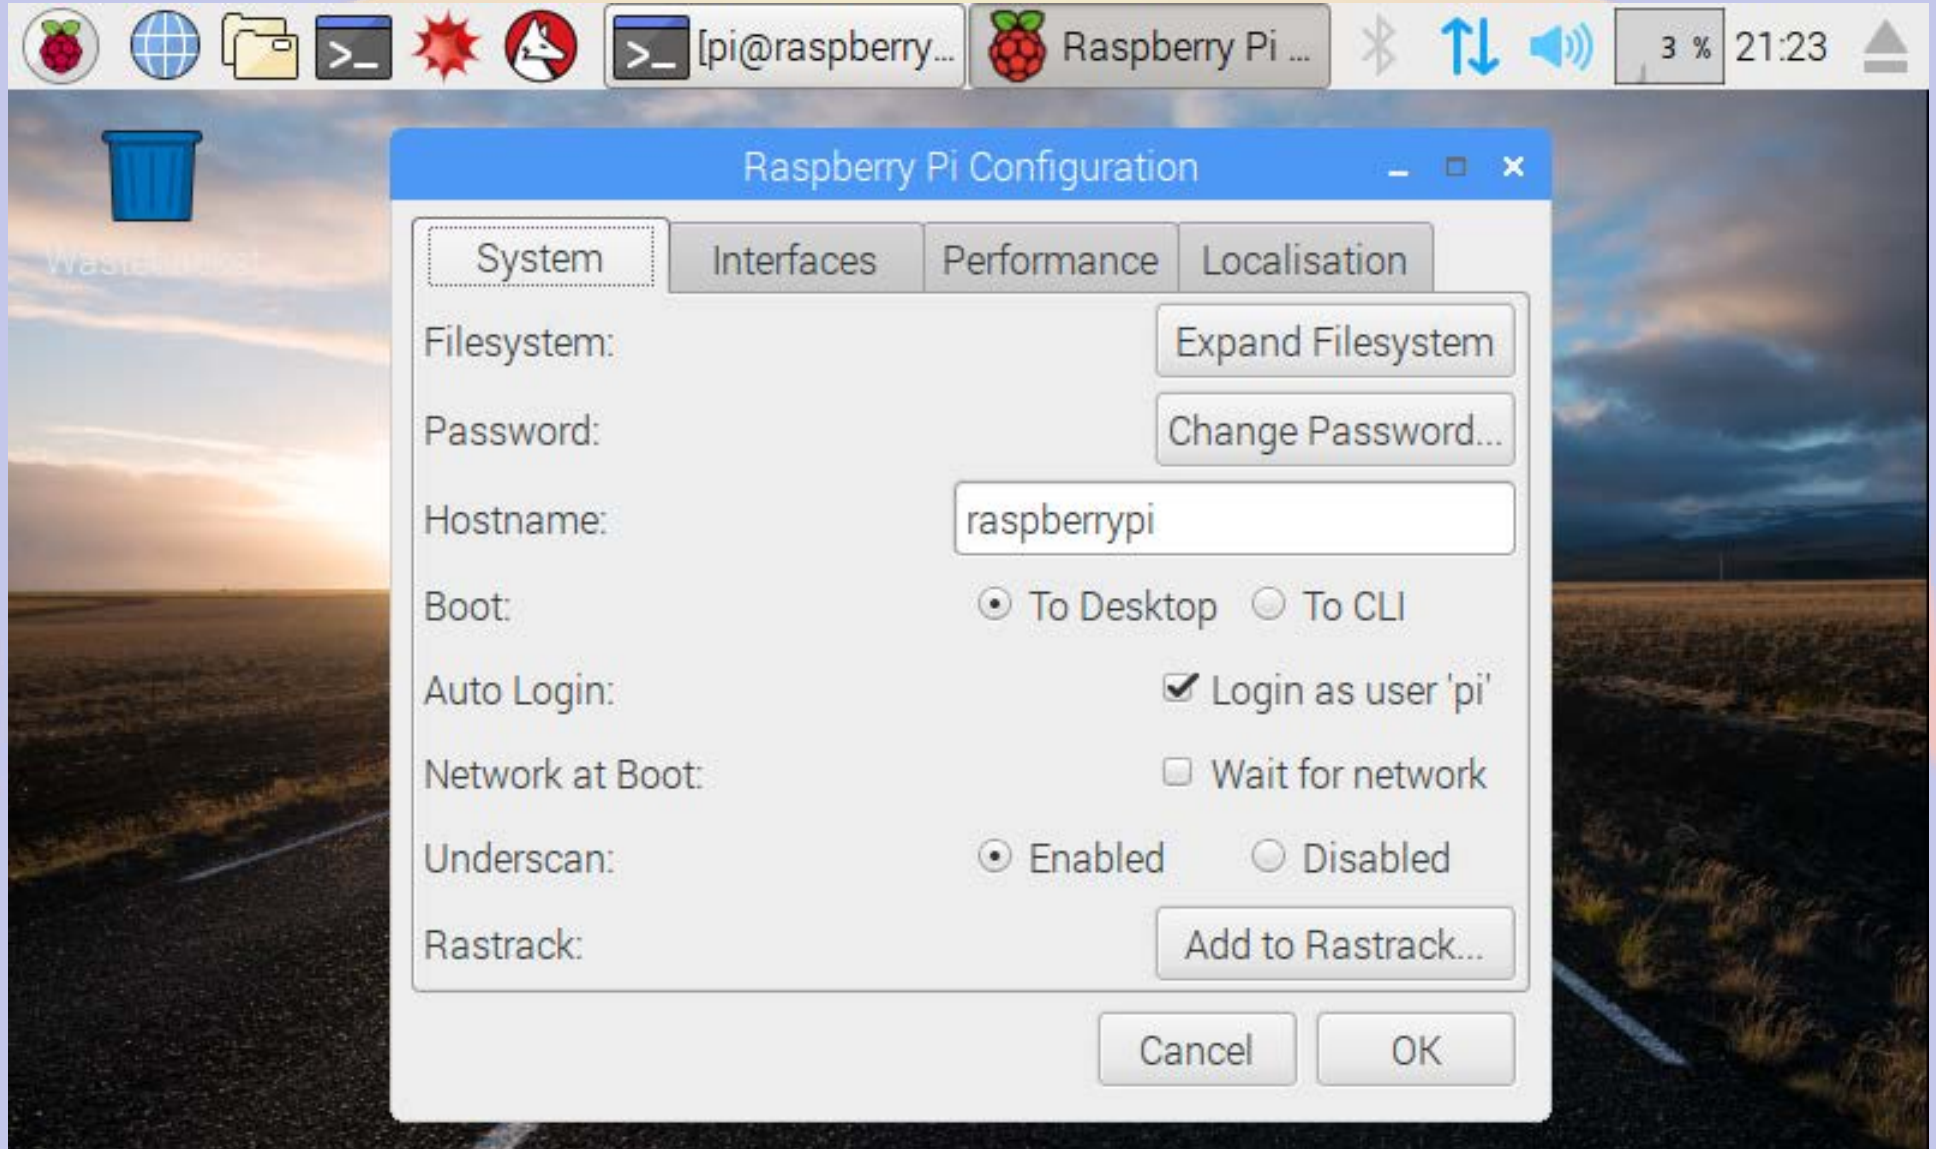 [pi@raspberry...
Raspberry Pi ...
3 %
21:23
Wastebasket
Raspberry Pi Configuration
System
Interfaces
Performance
Localisation
Filesystem:
Expand Filesystem
Password:
Change Password...
Hostname:
raspberrypi
Boot:
To Desktop
To CLI
Auto Login:
Login as user 'pi'
Network at Boot:
Wait for network
Underscan:
Enabled
Disabled
Rastrack:
Add to Rastrack...
Cancel
OK